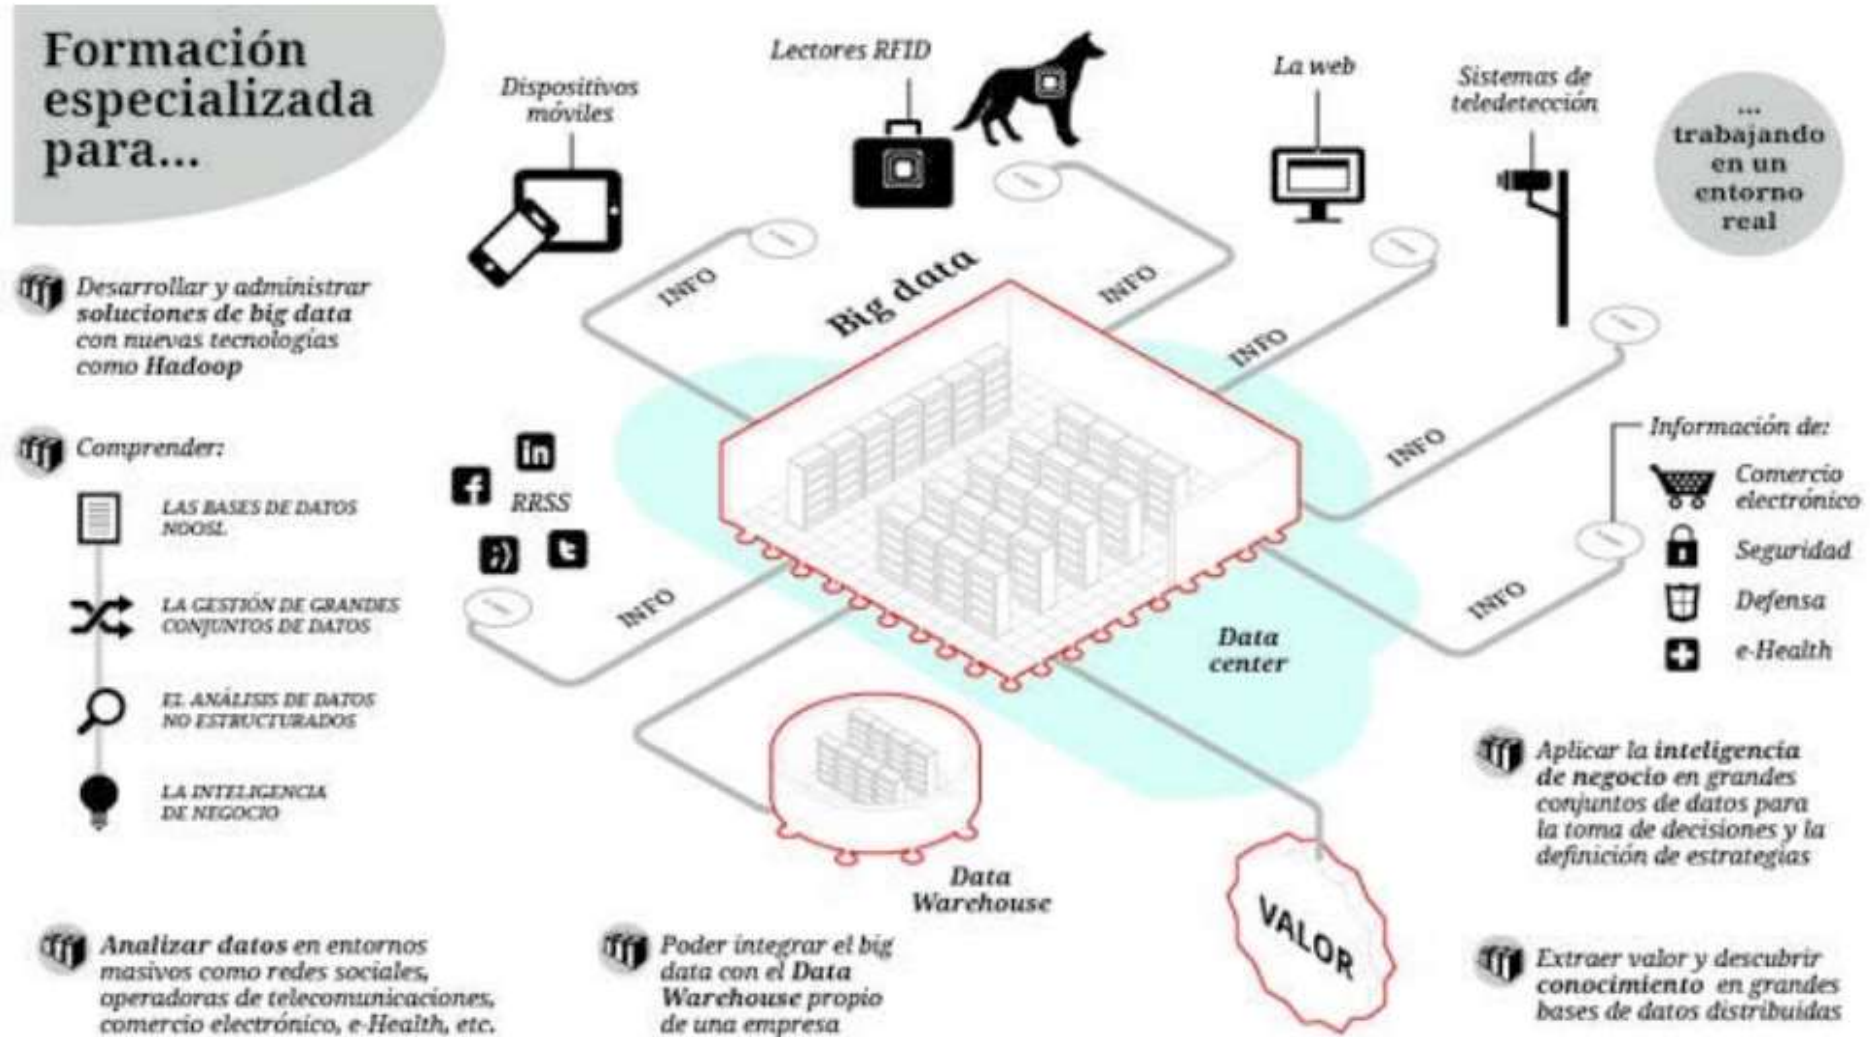 Formación
especializada
para...
Dispositivos
móviles
Lectores RFID
La web
Sistemas de
teledetección
...
trabajando
en un
entorno
real
Desarrollar y administrar
soluciones de big data
con nuevas tecnologías
como Hadoop
Comprender:
LAS BASES DE DATOS
NOOSL
LA GESTIÓN DE GRANDES
CONJUNTOS DE DATOS
EL ANÁLISIS DE DATOS
NO ESTRUCTURADOS
LA INTELIGENCIA
DE NEGOCIO
INFO
Big data
INFO
INFO
INFO
in
f
RRSS
;)
t
INFO
Información de:
Comercio
electrónico
Seguridad
Defensa
e-Health
INFO
Data
center
Data
Warehouse
VALOR
Aplicar la inteligencia
de negocio en grandes
conjuntos de datos para
la toma de decisiones y la
definición de estrategias
Analizar datos en entornos
masivos como redes sociales,
operadoras de telecomunicaciones,
comercio electrónico, e-Health, etc.
Poder integrar el big
data con el Data
Warehouse propio
de una empresa
Extraer valor y descubrir
conocimiento en grandes
bases de datos distribuidas